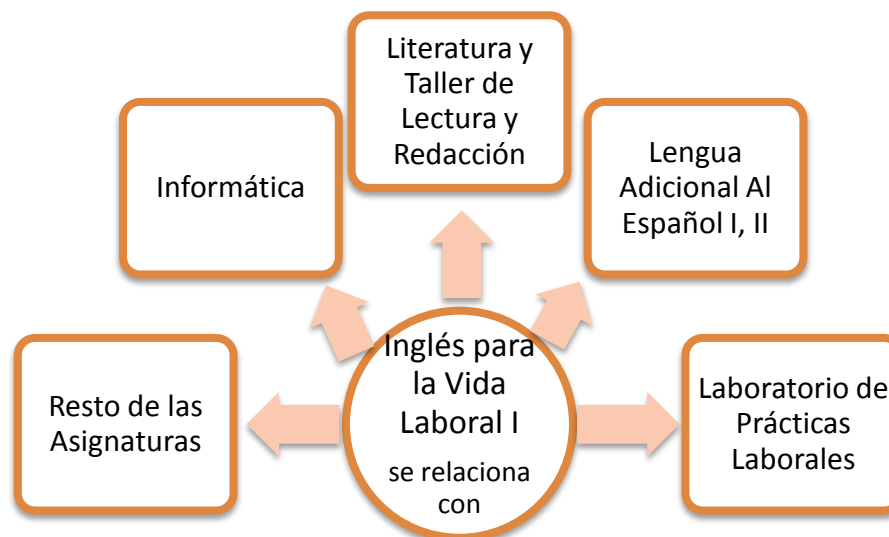 Literatura y
Taller de
Lectura y
Redacción
Informática
Lengua
Adicional Al
Español I, II
Inglés para
la Vida
Laboral I
se relaciona
con
Resto de las
Asignaturas
Laboratorio de
Prácticas
Laborales